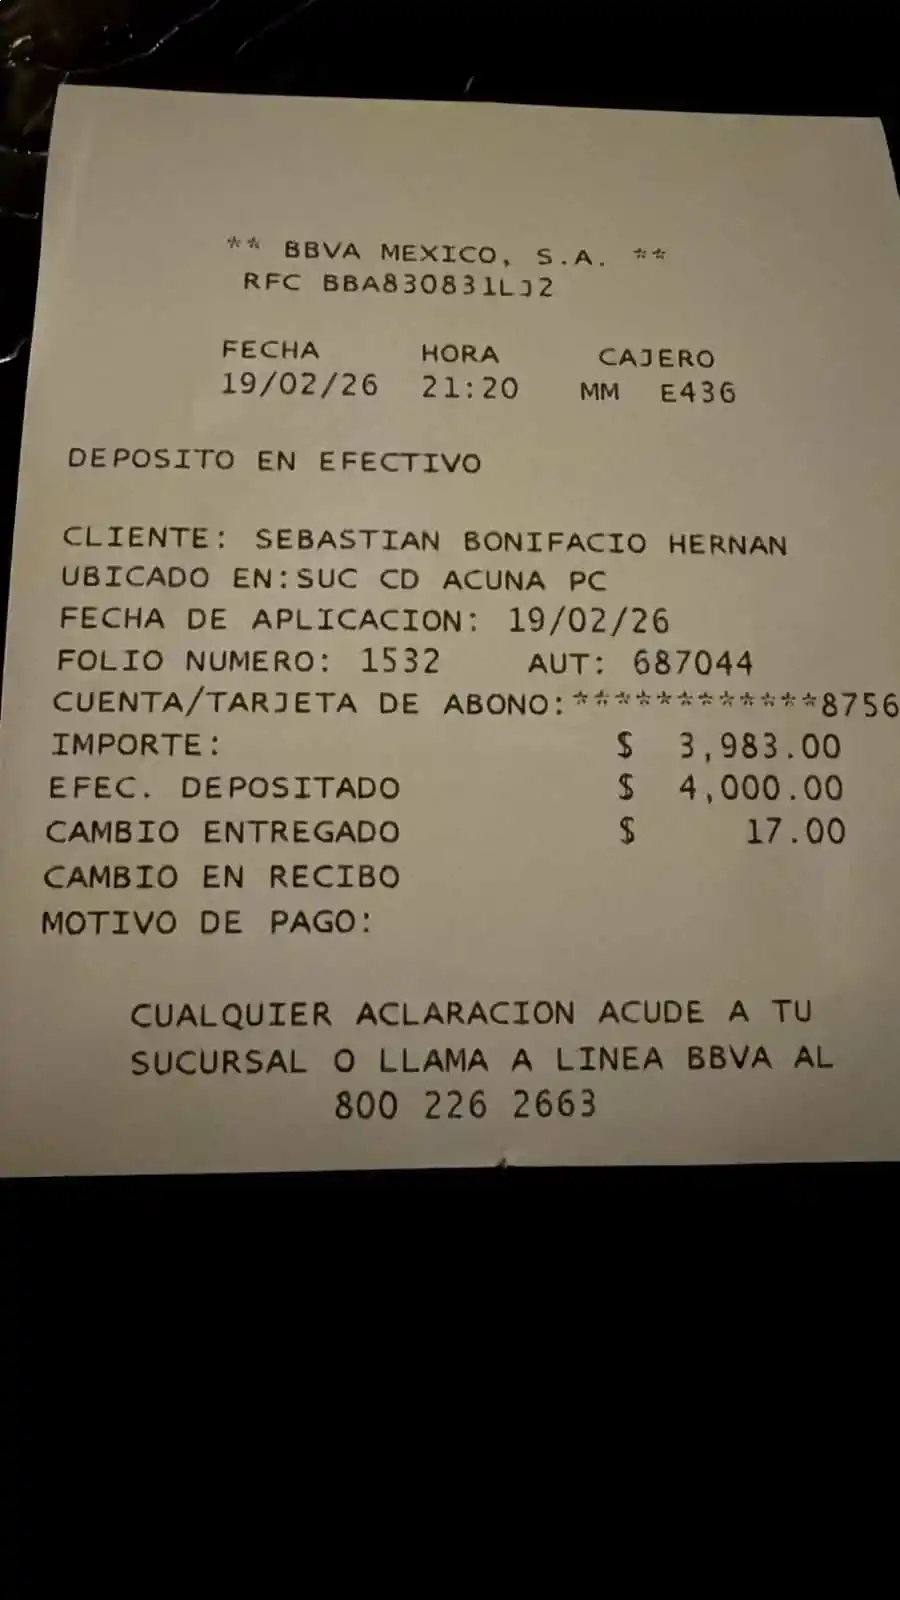 ** BBVA MEXICO, S.A. **
RFC BBA830831LJ2
FECHA HORA CAJERO
19/02/26 21:20 MM E436
DEPOSITO EN EFECTIVO
CLIENTE: SEBASTIAN BONIFACIO HERNAN
UBICADO EN:SUC CD ACUNA PC
FECHA DE APLICACION: 19/02/26
FOLIO NUMERO: 1532 AUT: 687044
CUENTA/TARJETA DE ABONO:************8756
IMPORTE: $ 3,983.00
EFEC. DEPOSITADO $ 4,000.00
CAMBIO ENTREGADO $ 17.00
CAMBIO EN RECIBO
MOTIVO DE PAGO:
CUALQUIER ACLARACION ACUDE A TU
SUCURSAL O LLAMA A LINEA BBVA AL
800 226 2663